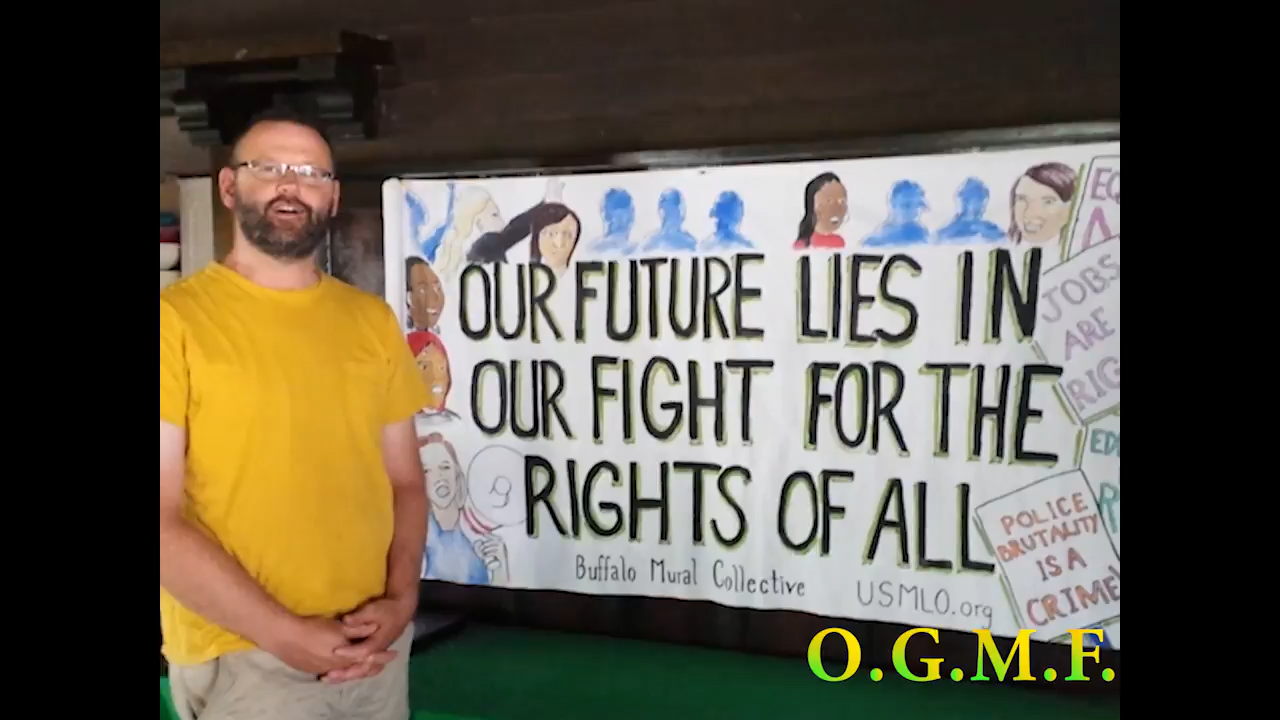 OUR FUTURE LIES IN
OUR FIGHT FOR THE
RIGHTS OF ALL
Buffalo Mural Collective
USMLO.org
JOBS
ARE
POLICE
BRUTALITY
IS A
CRIME
O.G.M.F.